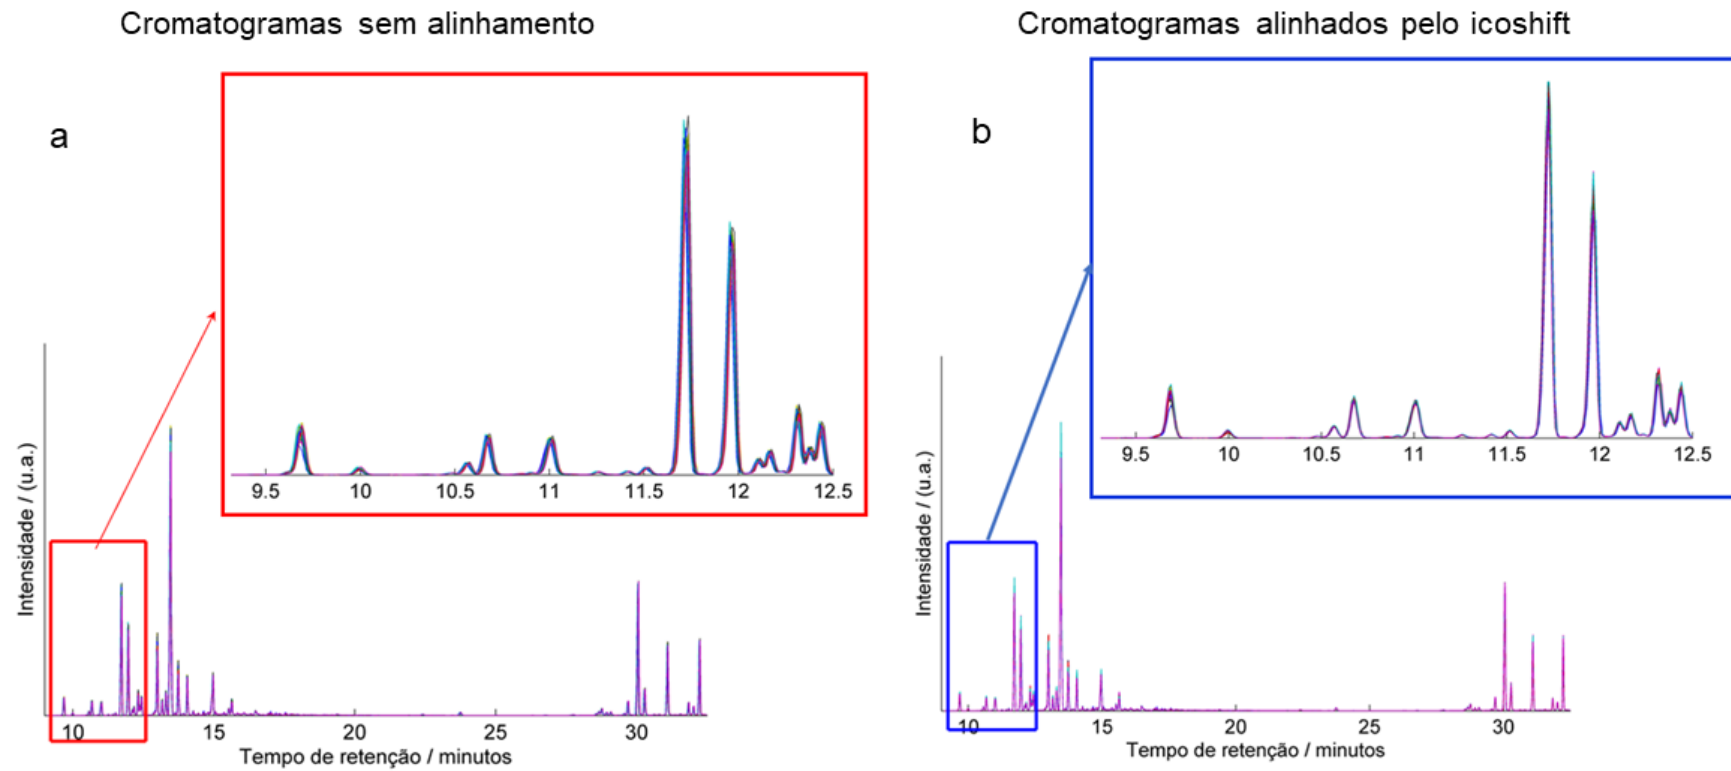 Cromatogramas sem alinhamento
Cromatogramas alinhados pelo icoshift
a
9.5 10 10.5 11 11.5 12 12.5
Intensidade / (u.a.)
10 15 20 25 30
Tempo de retenção / minutos
b
9.5 10 10.5 11 11.5 12 12.5
Intensidade / (u.a.)
10 15 20 25 30
Tempo de retenção / minutos